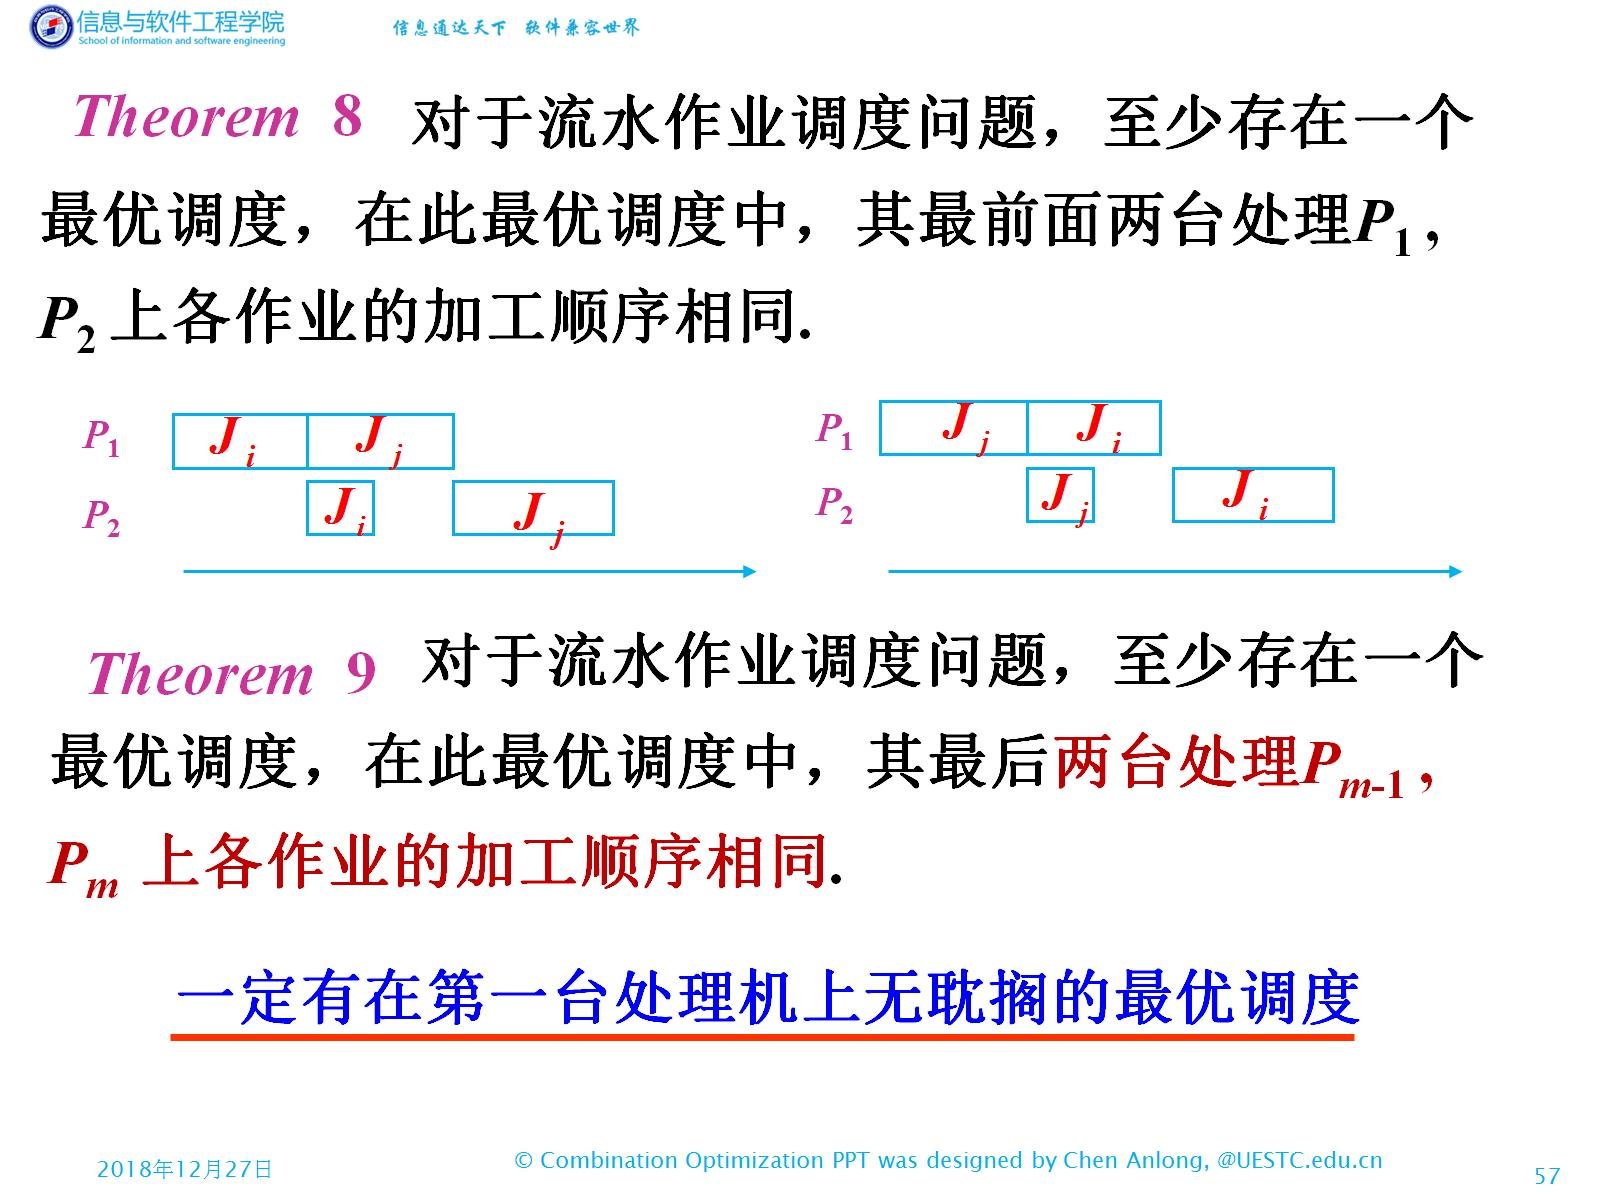 信息与软件工程学院
School of information and software engineering
信息通达天下 软件兼容世界
Theorem 8 对于流水作业调度问题，至少存在一个
最优调度，在此最优调度中，其最前面两台处理P1，
P2 上各作业的加工顺序相同.
P1 J i J j
P2 J i J j
P1 J j J i
P2 J j J i
Theorem 9 对于流水作业调度问题，至少存在一个
最优调度，在此最优调度中，其最后两台处理Pm-1，
Pm 上各作业的加工顺序相同.
一定有在第一台处理机上无耽搁的最优调度
2018年12月27日
© Combination Optimization PPT was designed by Chen Anlong, @UESTC.edu.cn
57